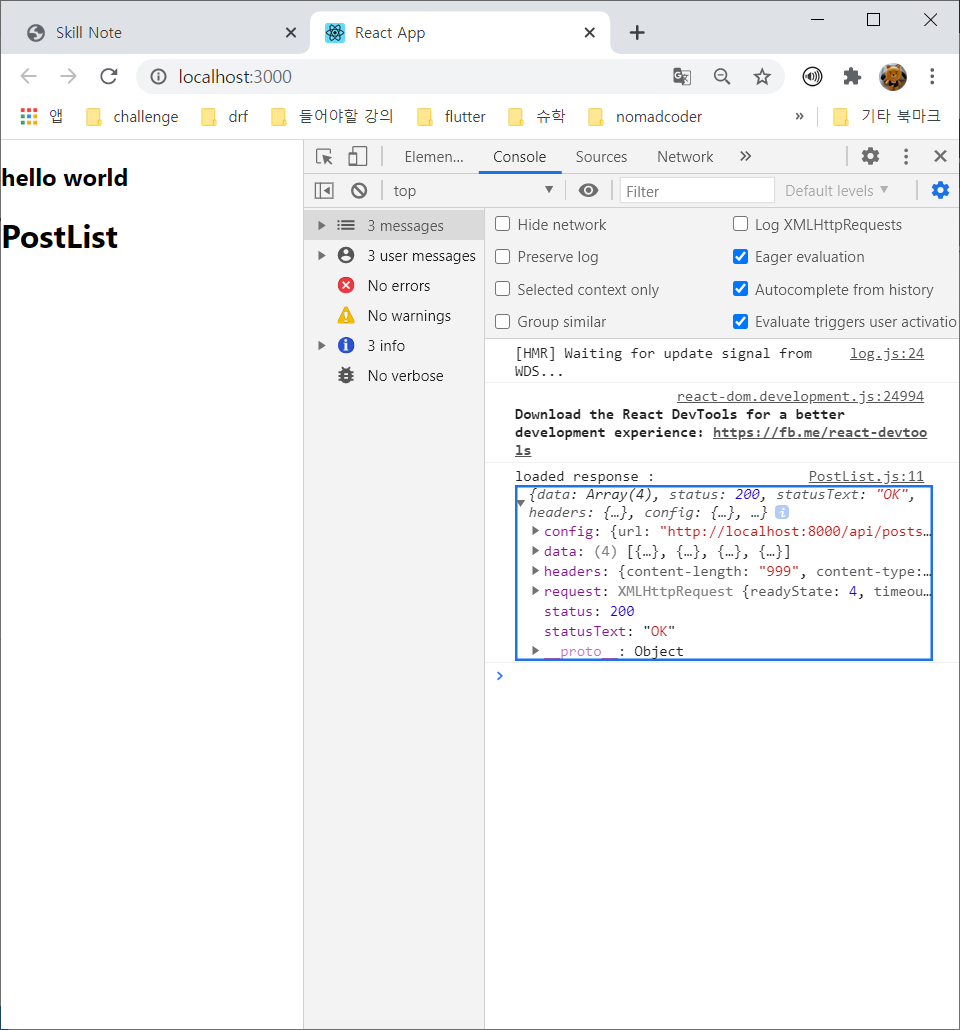 Skill Note
React App
localhost:3000
앱 challenge drf 들어야할 강의 flutter 슈학 nomadcoder » 기타 북마크
hello world
PostList
Elemen... Console Sources Network »
top Filter Default levels ▼
3 messages
3 user messages
No errors
No warnings
3 info
No verbose
Hide network Log XMLHttpRequests
Preserve log Eager evaluation
Selected context only Autocomplete from history
Group similar Evaluate triggers user activatio
[HMR] Waiting for update signal from log.js:24
WDS...
react-dom.development.js:24994
Download the React DevTools for a better
development experience: https://fb.me/react-devtoo
ls
loaded response : PostList.js:11
{data: Array(4), status: 200, statusText: "OK",
headers: {…}, config: {…}, …}
config: {url: "http://localhost:8000/api/posts…
data: (4) [{…}, {…}, {…}, {…}]
headers: {content-length: "999", content-type:…
request: XMLHttpRequest {readyState: 4, timeou…
status: 200
statusText: "OK"
__proto__: Object